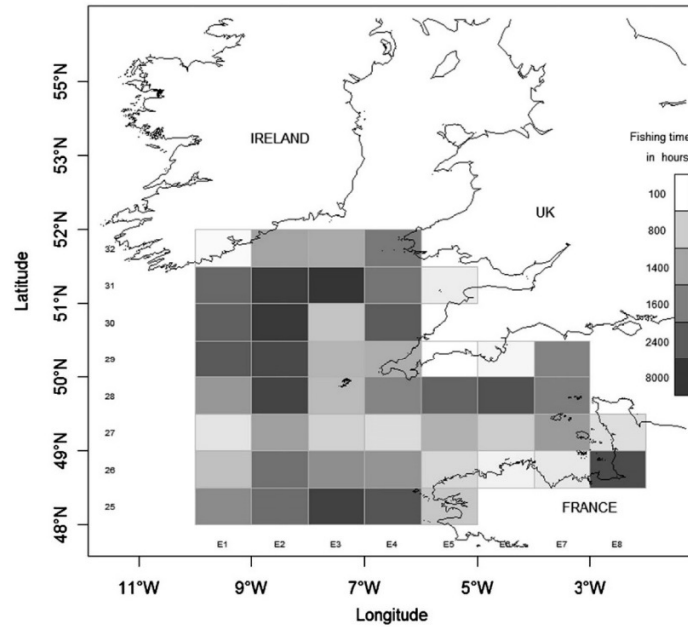 55°N
53°N
52°N
51°N
50°N
49°N
48°N
Latitude
IRELAND
UK
FRANCE
Fishing time
in hours
100
800
1400
1600
2400
8000
32
31
30
29
28
27
26
25
E1 E2 E3 E4 E5 E6 E7 E8
11°W 9°W 7°W 5°W 3°W
Longitude